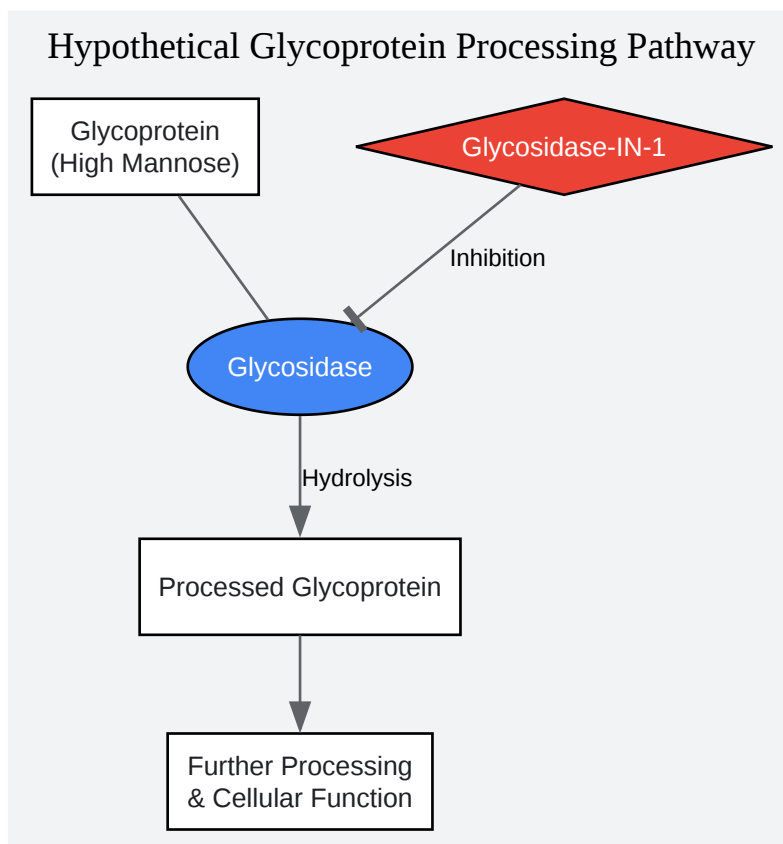 Hypothetical Glycoprotein Processing Pathway
Glycoprotein
(High Mannose)
Glycosidase-IN-1
Inhibition
Glycosidase
Hydrolysis
Processed Glycoprotein
Further Processing
& Cellular Function